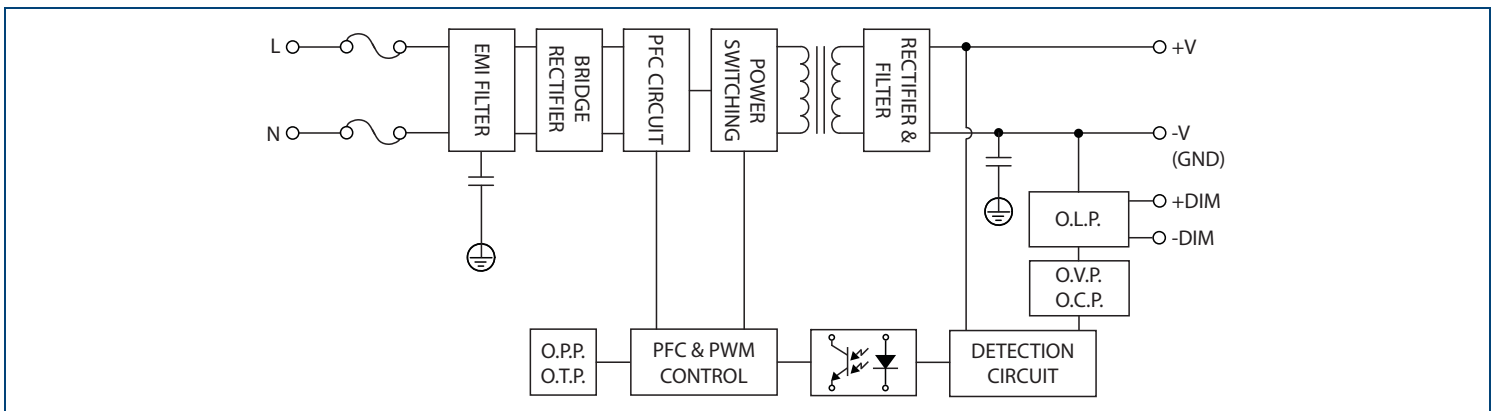 L
N
EMI FILTER
BRIDGE
RECTIFIER
PFC CIRCUIT
POWER
SWITCHING
RECTIFIER &
FILTER
+V
-V
(GND)
+DIM
-DIM
O.L.P.
O.V.P.
O.C.P.
O.P.P.
O.T.P.
PFC & PWM
CONTROL
DETECTION
CIRCUIT